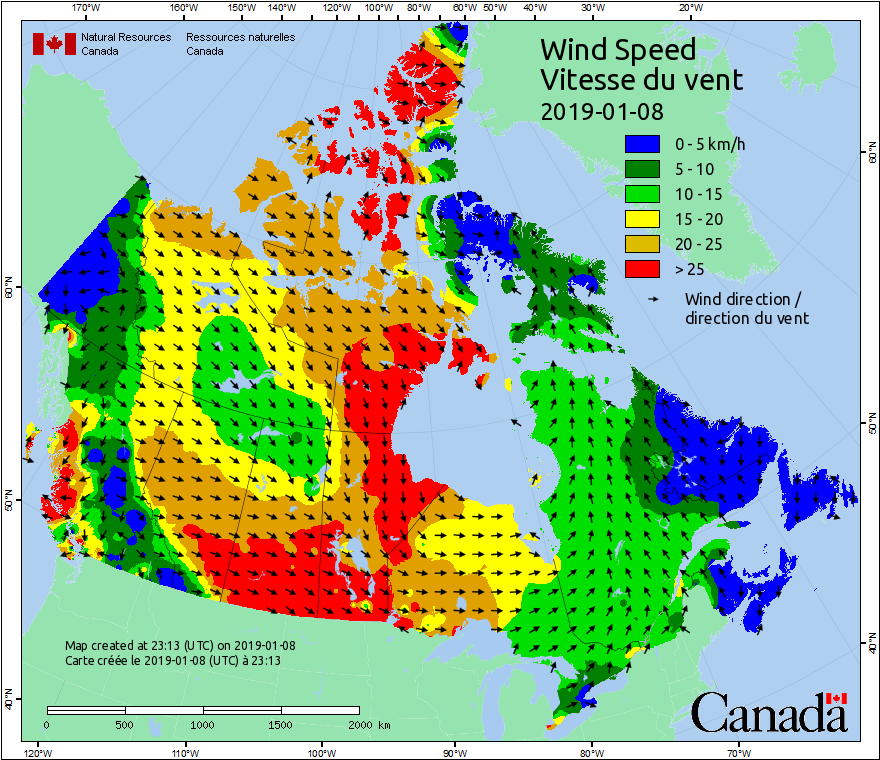 170°W 160°W 150°W 140°W 130°W 120°W 110°W 100°W 90°W 80°W 70°W 60°W 50°W 40°W 30°W 20°W
Natural Resources Canada
Ressources naturelles Canada
Wind Speed
Vitesse du vent
2019-01-08
0 - 5 km/h
5 - 10
10 - 15
15 - 20
20 - 25
> 25
Wind direction /
direction du vent
60°N
60°N
50°N
50°N
40°N
40°N
Map created at 23:13 (UTC) on 2019-01-08
Carte créée le 2019-01-08 (UTC) à 23:13
0 500 1000 1500 2000 km
Canada
120°W 110°W 100°W 90°W 80°W 70°W